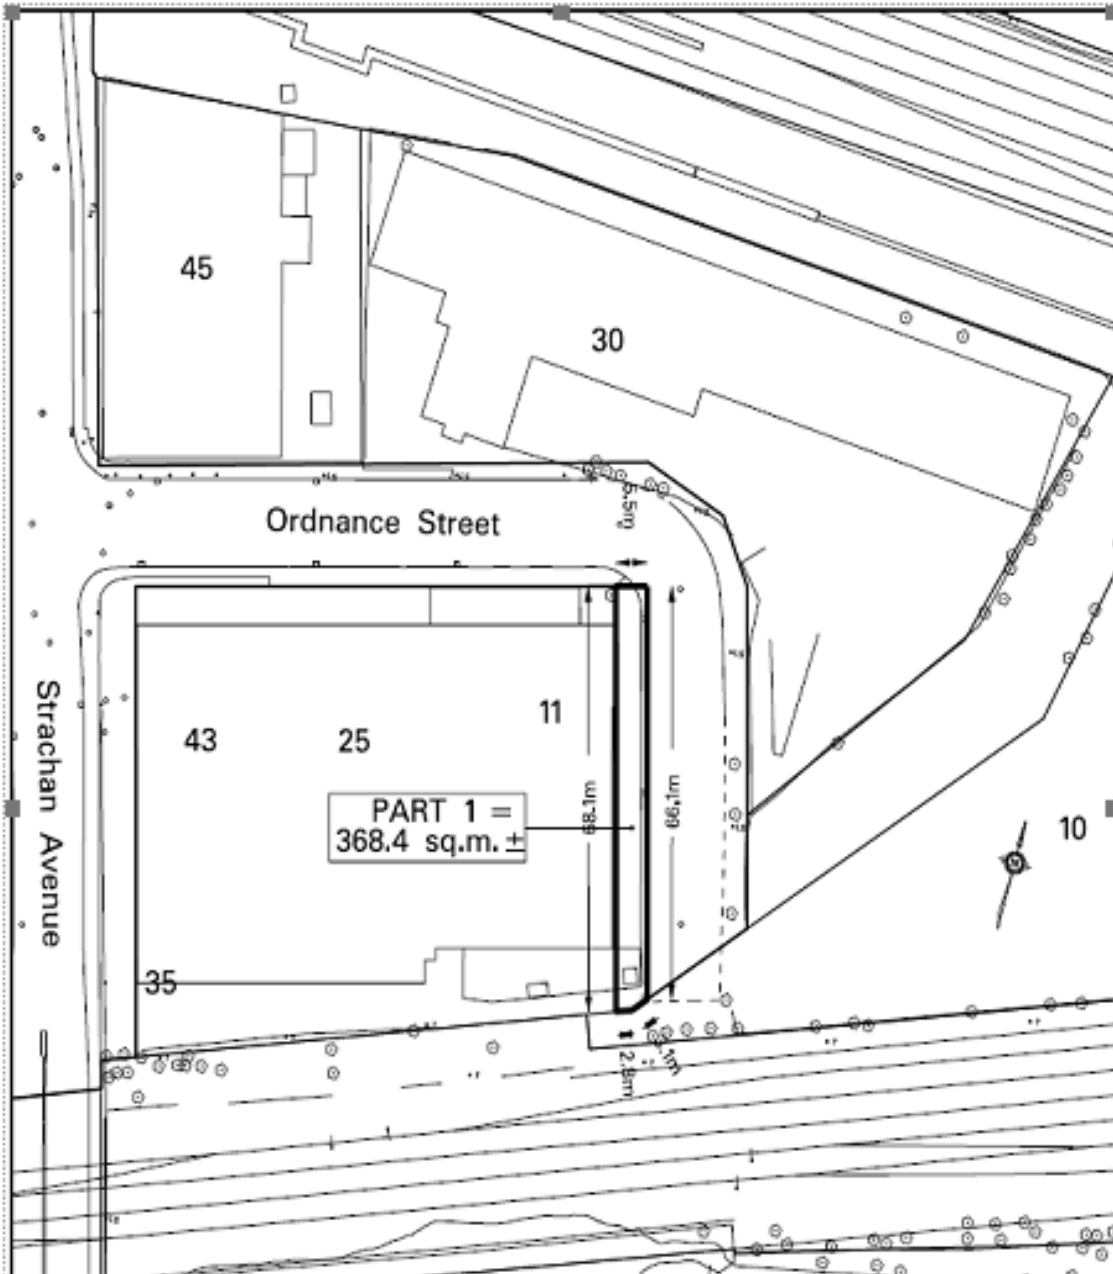 45
30
5.5m
Ordnance Street
11
43
25
Strachan Avenue
PART 1 =
368.4 sq.m. ±
68.1m
66.1m
10
35
2.8m